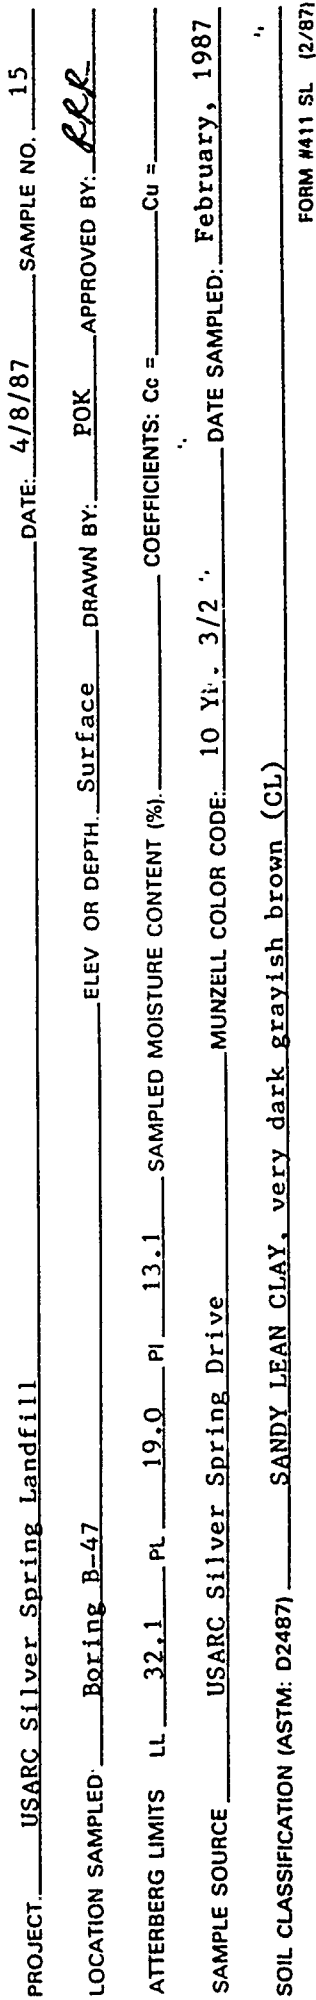 PROJECT. USARC Silver Spring Landfill DATE: 4/8/87 SAMPLE NO. 15
LOCATION SAMPLED: Boring B-47 ELEV OR DEPTH. Surface DRAWN BY: POK APPROVED BY: RRR
ATTERBERG LIMITS LL 32.1 PL 19.0 PI 13.1 SAMPLED MOISTURE CONTENT (%). COEFFICIENTS: Cc = Cu =
SAMPLE SOURCE USARC Silver Spring Drive MUNZELL COLOR CODE: 10 Yr. 3/2 DATE SAMPLED: February, 1987
SOIL CLASSIFICATION (ASTM: D2487) SANDY LEAN CLAY, very dark grayish brown (CL)
FORM #411 SL (2/87)